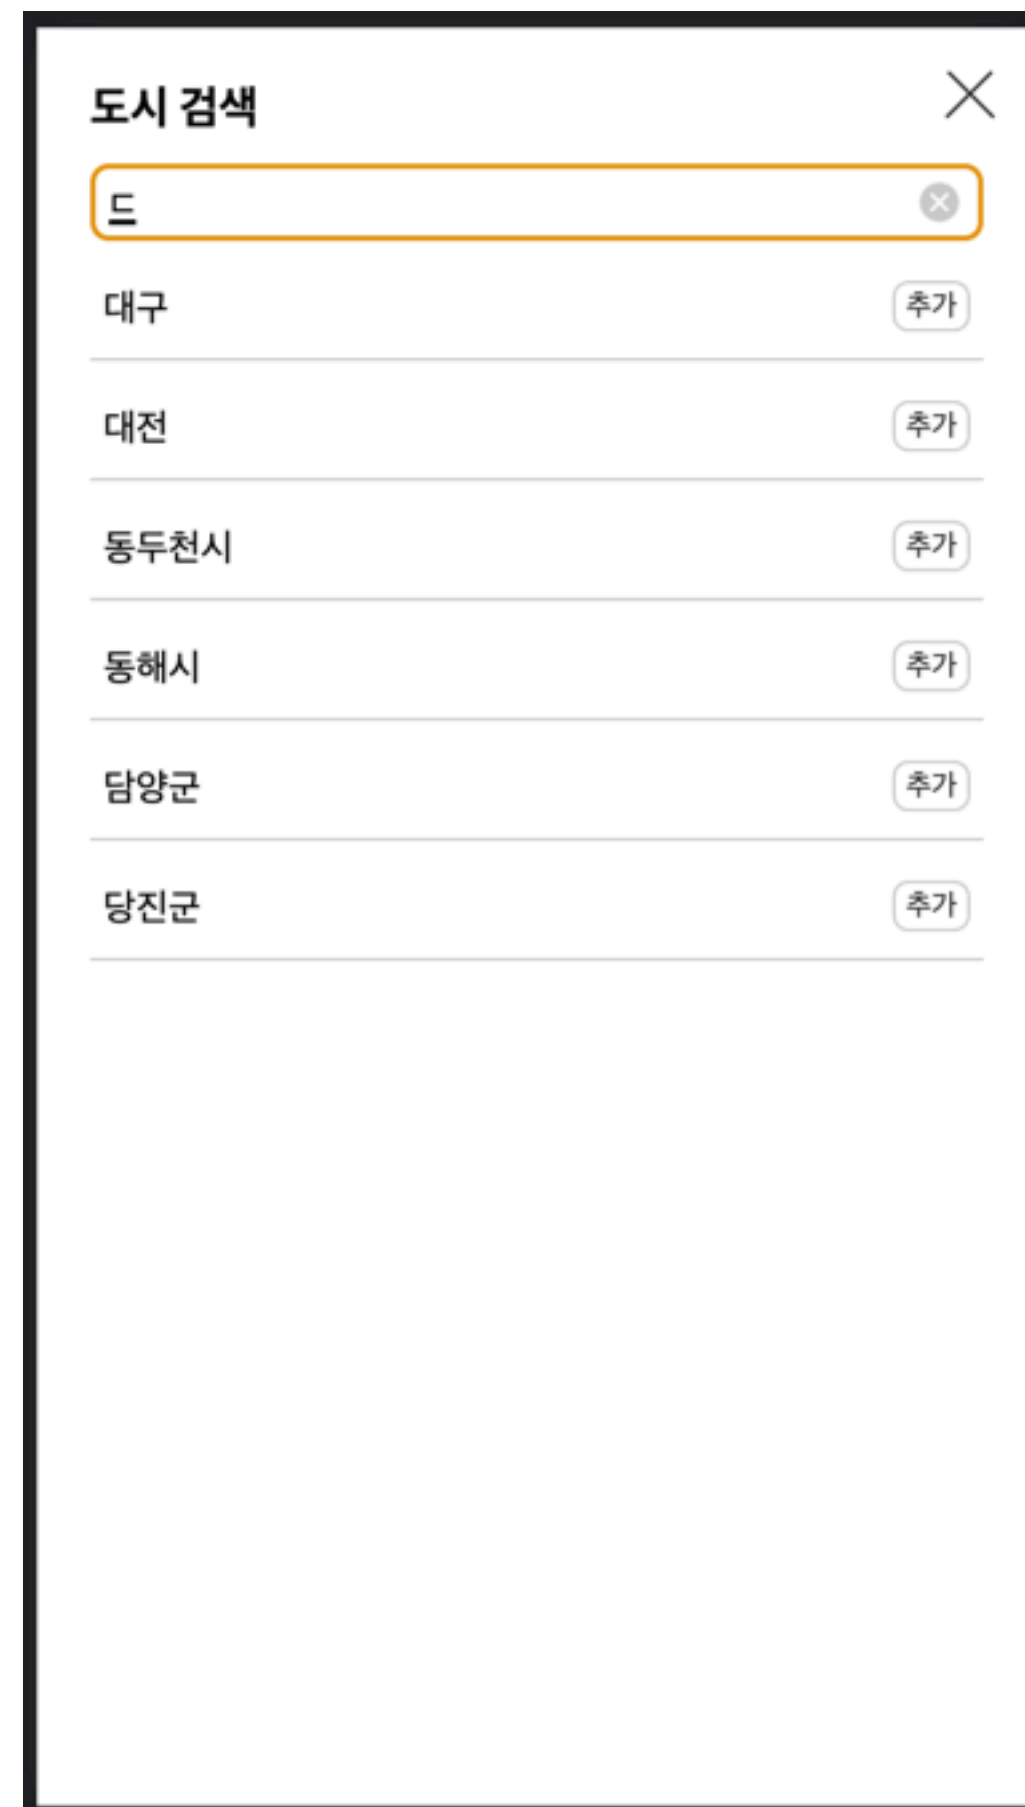 도시 검색
ㄷ
대구 추가
대전 추가
동두천시 추가
동해시 추가
담양군 추가
당진군 추가